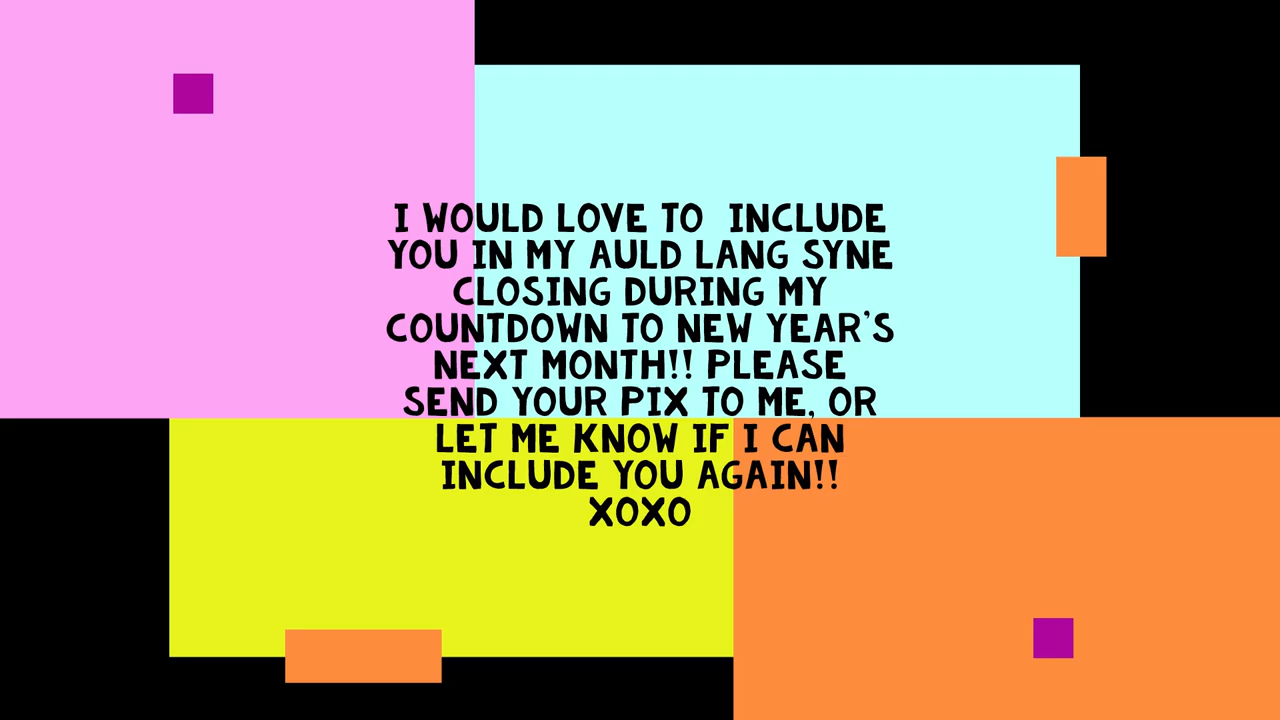 I WOULD LOVE TO  INCLUDE
YOU IN MY AULD LANG SYNE
CLOSING DURING MY
COUNTDOWN TO NEW YEAR'S
NEXT MONTH!! PLEASE
SEND YOUR PIX TO ME, OR
LET ME KNOW IF I CAN
INCLUDE YOU AGAIN!!
XOXO